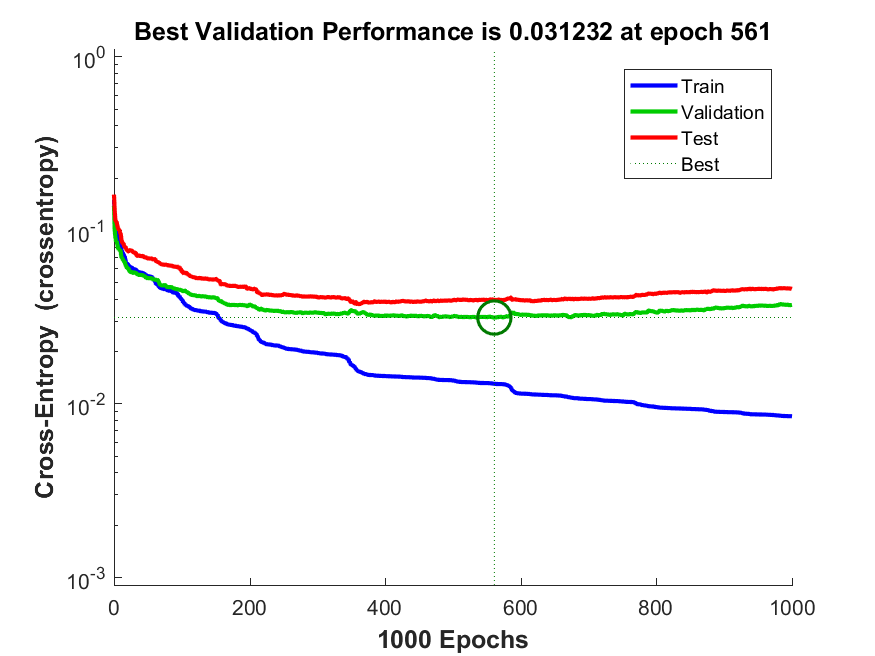 Best Validation Performance is 0.031232 at epoch 561
10^0
10^-1
10^-2
10^-3
Cross-Entropy (crossentropy)
Train
Validation
Test
Best
0
200
400
600
800
1000
1000 Epochs